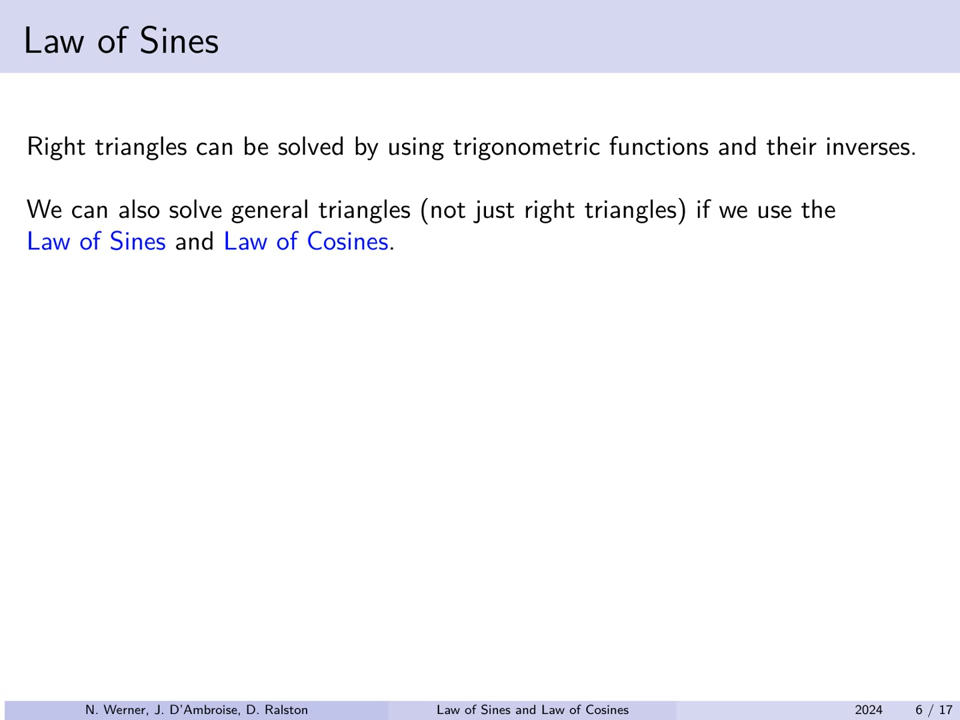 Law of Sines
Right triangles can be solved by using trigonometric functions and their inverses.
We can also solve general triangles (not just right triangles) if we use the
Law of Sines and Law of Cosines.
N. Werner, J. D'Ambroise, D. Ralston
Law of Sines and Law of Cosines
2024
6 / 17